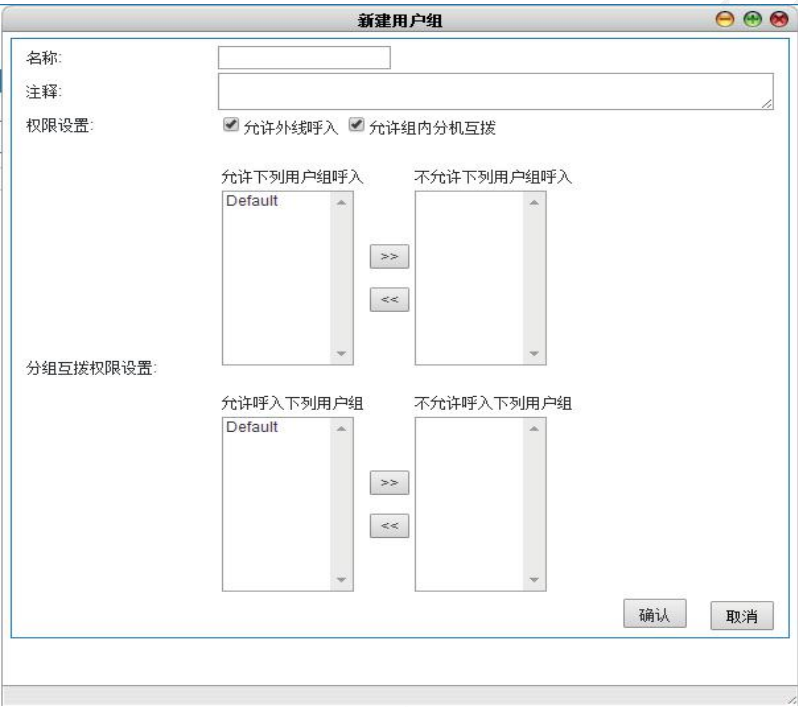 新建用户组
名称:
注释:
权限设置:
允许外线呼入 允许组内分机互拨
允许下列用户组呼入 不允许下列用户组呼入
Default
>>
<<
分组互拨权限设置:
允许呼入下列用户组 不允许呼入下列用户组
Default
>>
<<
确认 取消